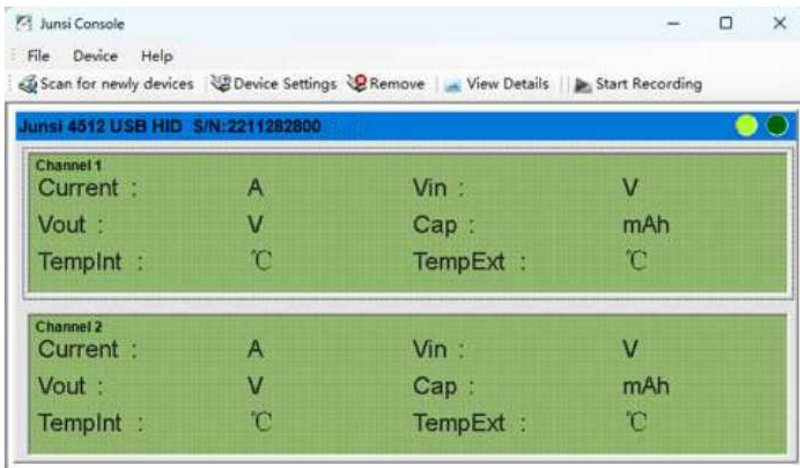 Junsi Console
File Device Help
Scan for newly devices Device Settings Remove View Details Start Recording
Junsi 4512 USB HID S/N:2211282800
Channel 1
Current : A Vin : V
Vout : V Cap : mAh
TempInt : ℃ TempExt : ℃
Channel 2
Current : A Vin : V
Vout : V Cap : mAh
TempInt : ℃ TempExt : ℃